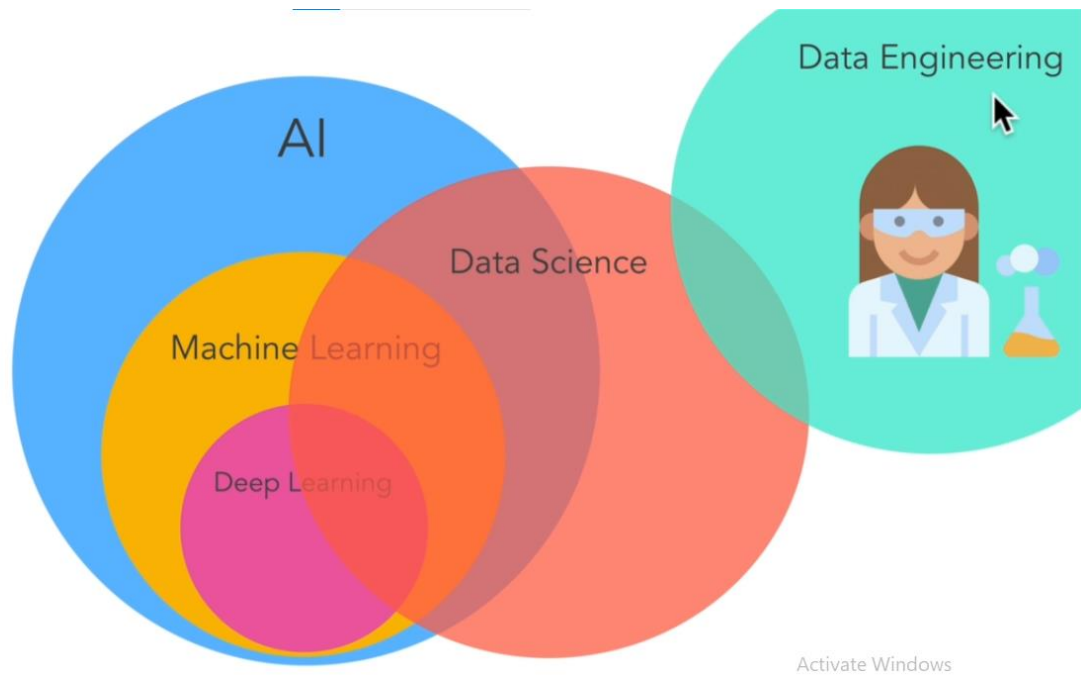 Data Engineering
AI
Data Science
Machine Learning
Deep Learning
Activate Windows